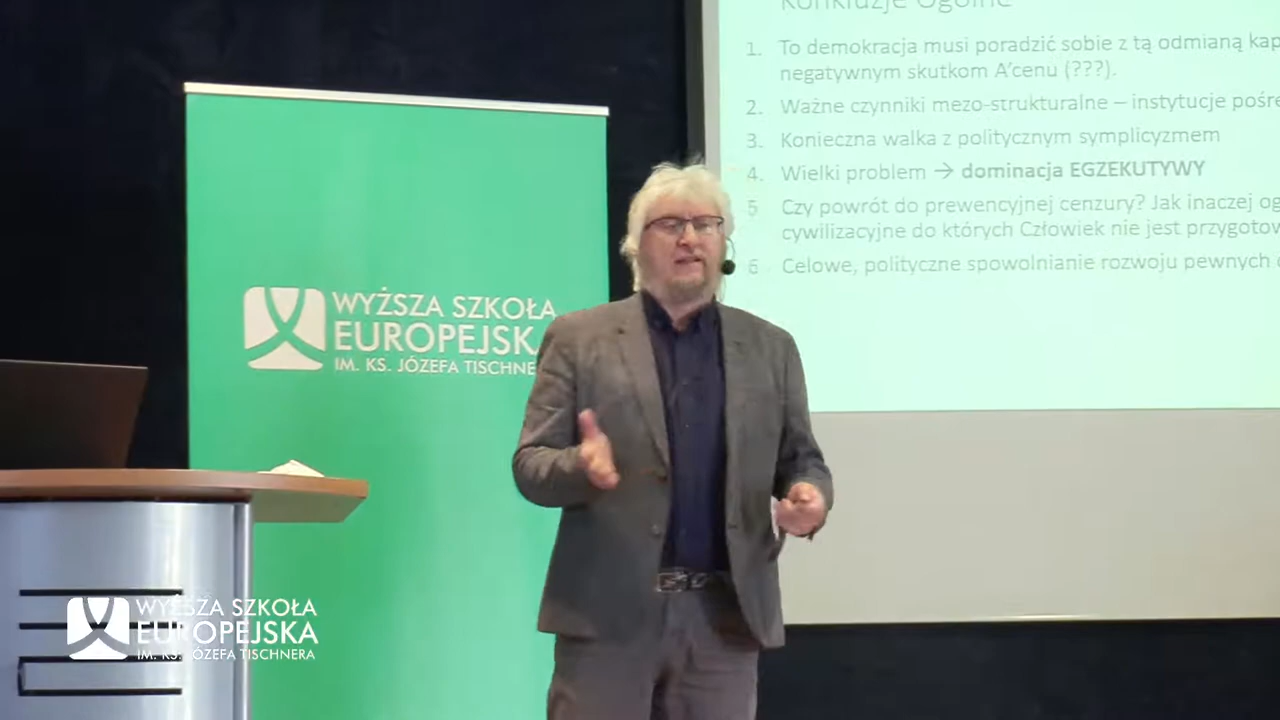 Konkluzje Ogólne
1. To demokracja musi poradzić sobie z tą odmianą kap
negatywnym skutkom A'cenu (???).
2. Ważne czynniki mezo-strukturalne – instytucje pośre
3. Konieczna walka z politycznym symplicyzmem
4. Wielki problem → dominacja EGZEKUTYWY
5 Czy powrót do prewencyjnej cenzury? Jak inaczej og
cywilizacyjne do których Człowiek nie jest przygotow
6 Celowe, polityczne spowolnianie rozwoju pewnych
WYŻSZA SZKOŁA
EUROPEJSKA
IM. KS. JÓZEFA TISCHNE
WYŻSZA SZKOŁA
EUROPEJSKA
IM. KS. JÓZEFA TISCHNERA